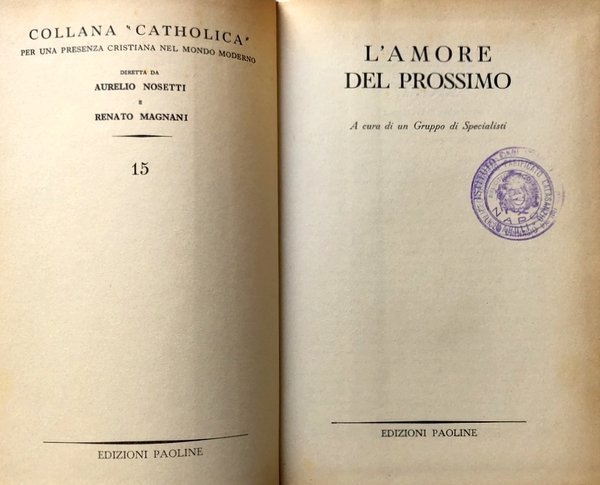 COLLANA "CATHOLICA"
PER UNA PRESENZA CRISTIANA NEL MONDO MODERNO
DIRETTA DA
AURELIO NOSETTI
E
RENATO MAGNANI
15
EDIZIONI PAOLINE
L'AMORE
DEL PROSSIMO
A cura di un Gruppo di Specialisti
ISTITUTO
EDIZIONI PAOLINE